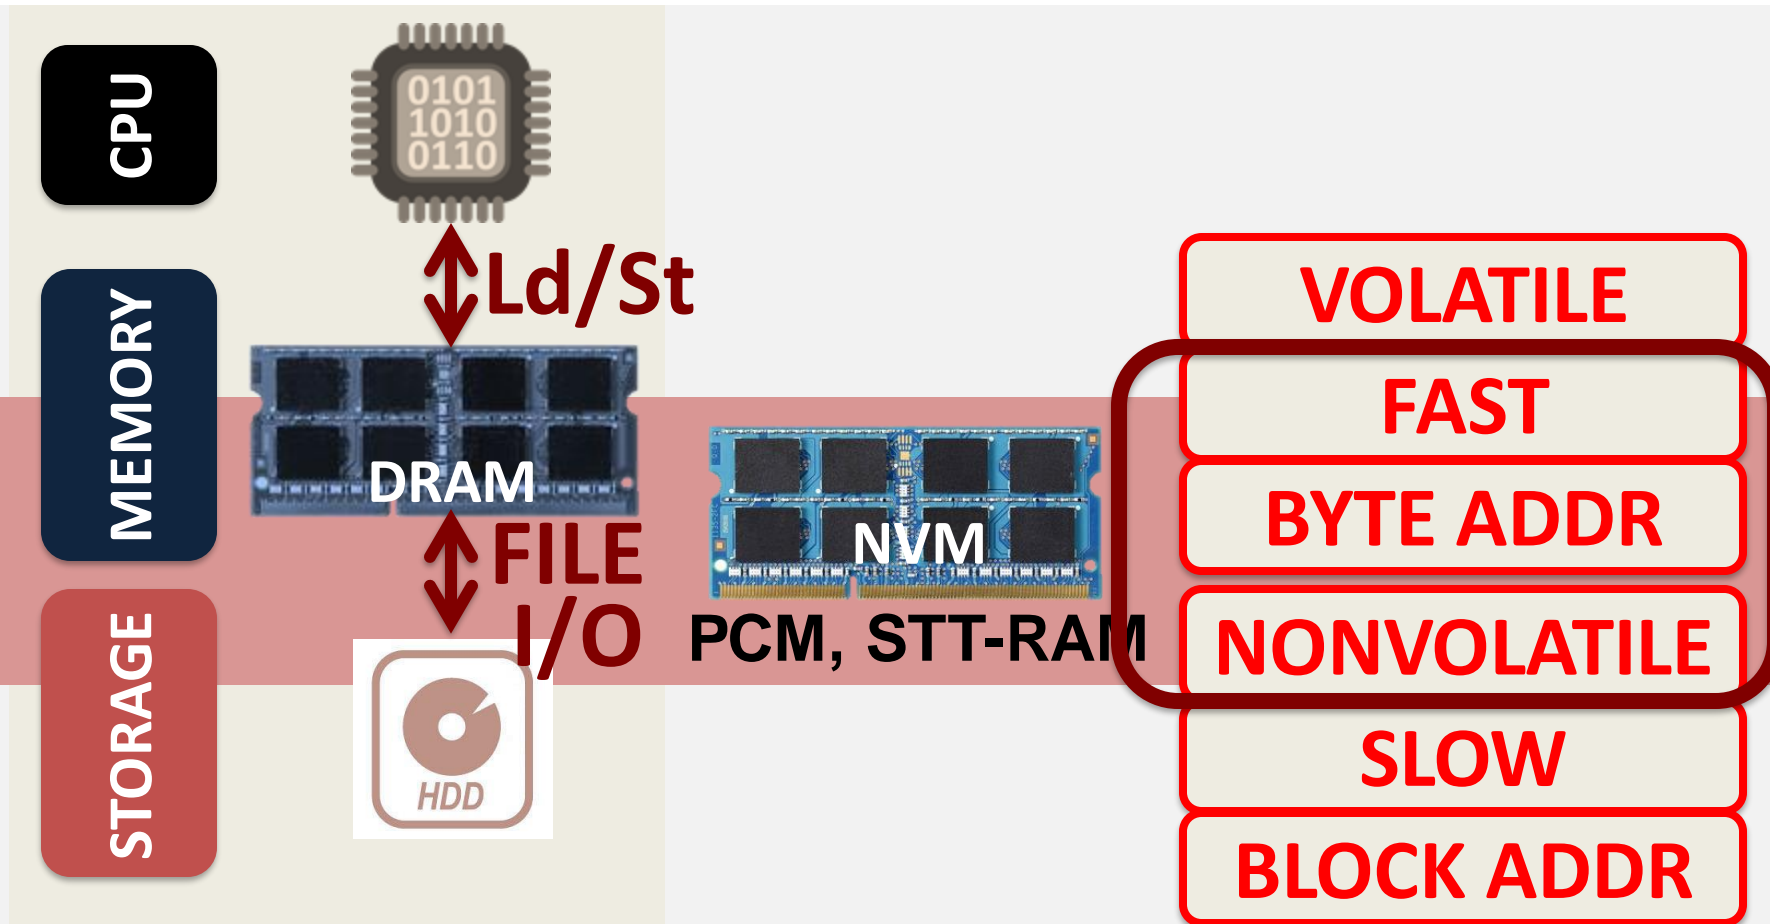 CPU
0101
1010
0110
Ld/St
MEMORY
DRAM
FILE
I/O
NVM
PCM, STT-RAM
STORAGE
HDD
VOLATILE
FAST
BYTE ADDR
NONVOLATILE
SLOW
BLOCK ADDR